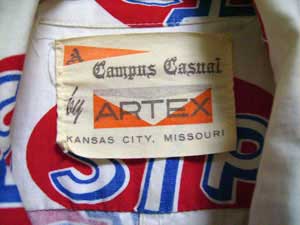 A
Campus Casual
by
ARTEX
KANSAS CITY, MISSOURI
STP